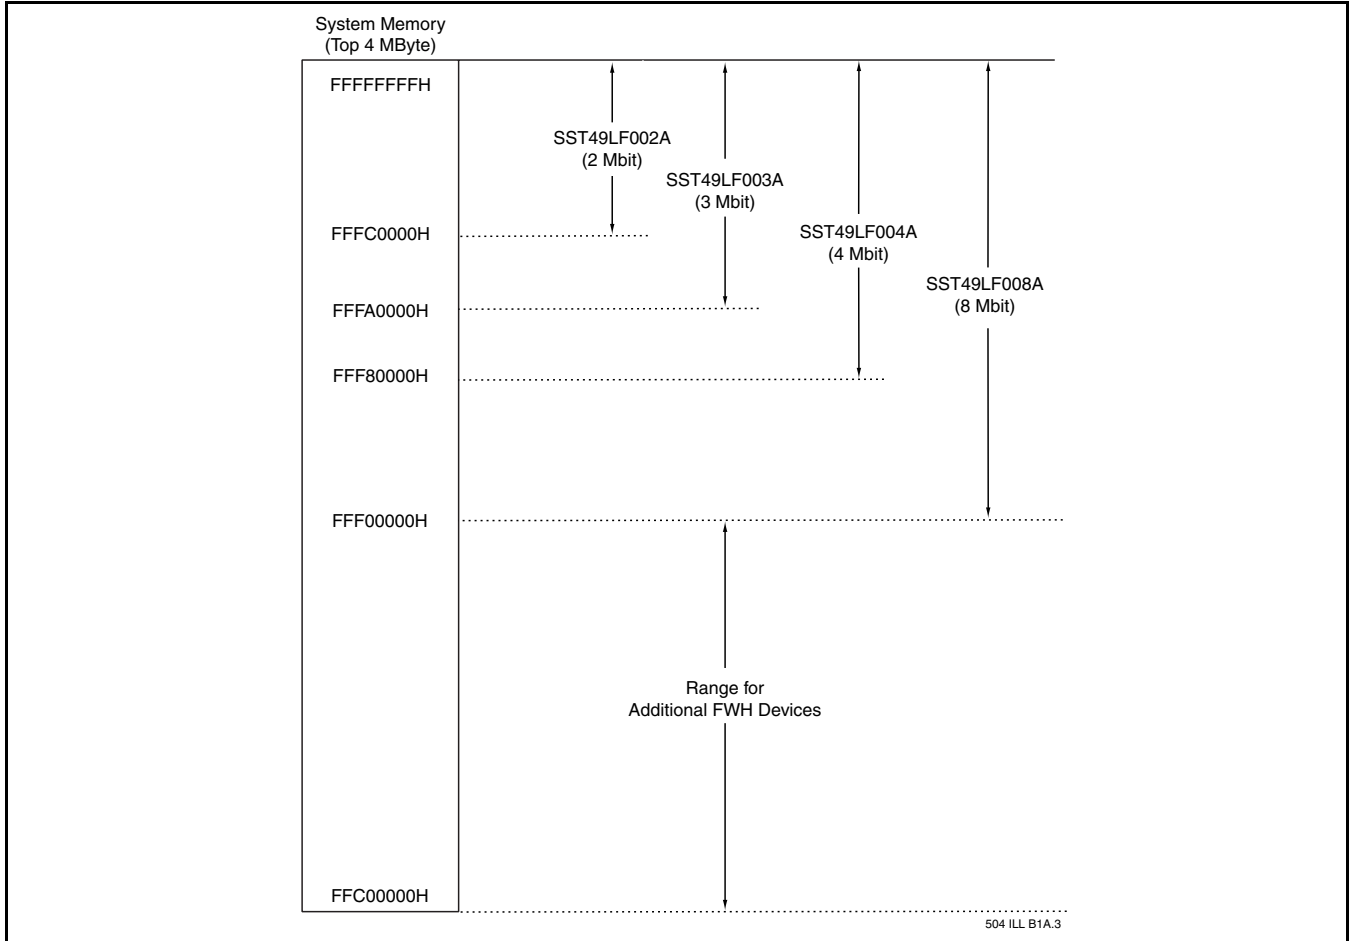 System Memory
(Top 4 MByte)
FFFFFFFFH
SST49LF002A
(2 Mbit)
SST49LF003A
(3 Mbit)
FFFC0000H
SST49LF004A
(4 Mbit)
SST49LF008A
(8 Mbit)
FFFA0000H
FFF80000H
FFF00000H
Range for
Additional FWH Devices
FFC00000H
504 ILL B1A.3